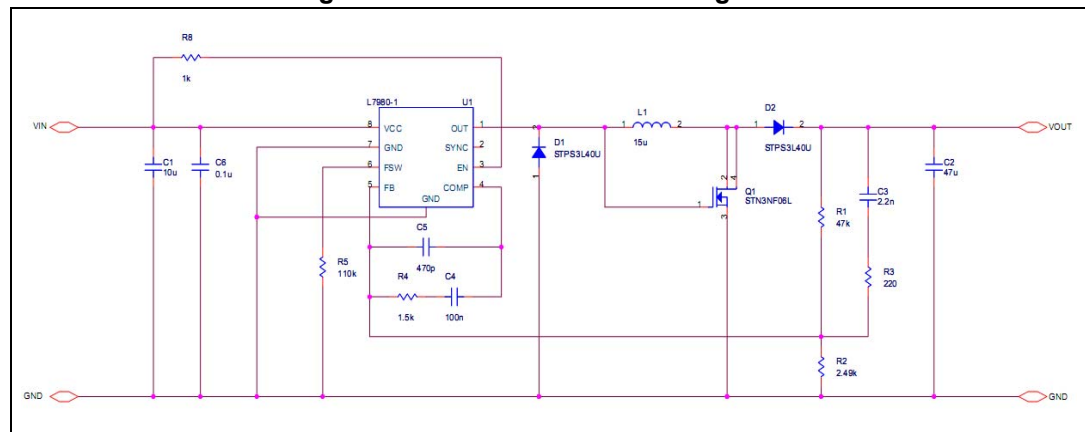 R8
1k
L7980-1
U1
VIN
8
VCC
OUT
1
7
GND
SYNC
2
6
FSW
EN
3
5
FB
COMP
4
GND
C1
10u
C6
0.1u
R5
110k
C5
470p
R4
1.5k
C4
100n
2
D1
STPS3L40U
1
L1
1
2
15u
2
4
1
3
Q1
STN3NF06L
D2
1
2
STPS3L40U
VOUT
R1
47k
C3
2.2n
C2
47u
R3
220
R2
2.49k
GND
GND